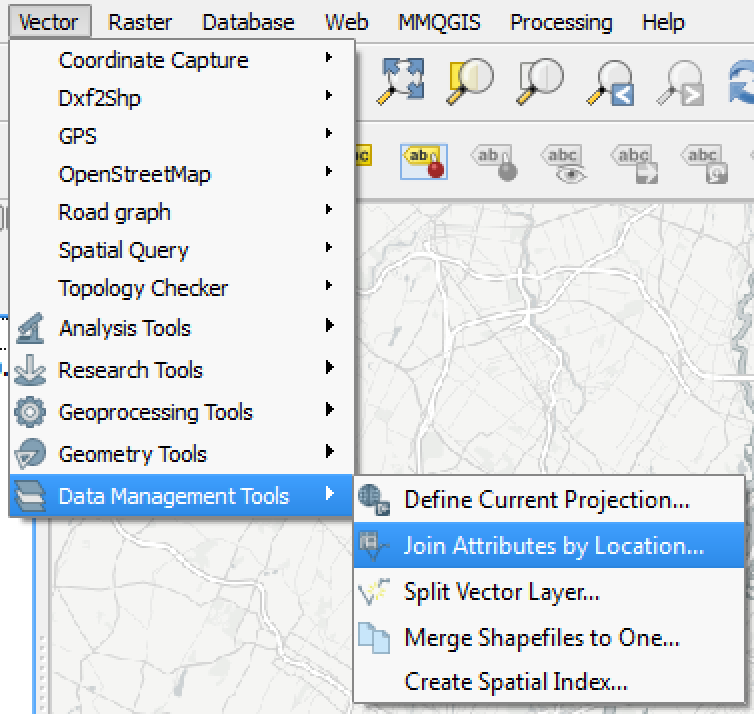 Vector Raster Database Web MMQGIS Processing Help
Coordinate Capture
Dxf2Shp
GPS
OpenStreetMap
Road graph
Spatial Query
Topology Checker
Analysis Tools
Research Tools
Geoprocessing Tools
Geometry Tools
Data Management Tools
abc abc abc abc abc
Define Current Projection...
Join Attributes by Location...
Split Vector Layer...
Merge Shapefiles to One...
Create Spatial Index...